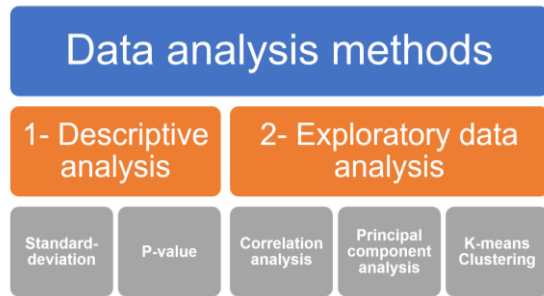 Data analysis methods
1- Descriptive
analysis
2- Exploratory data
analysis
Standard-
deviation
P-value
Correlation
analysis
Principal
component
analysis
K-means
Clustering